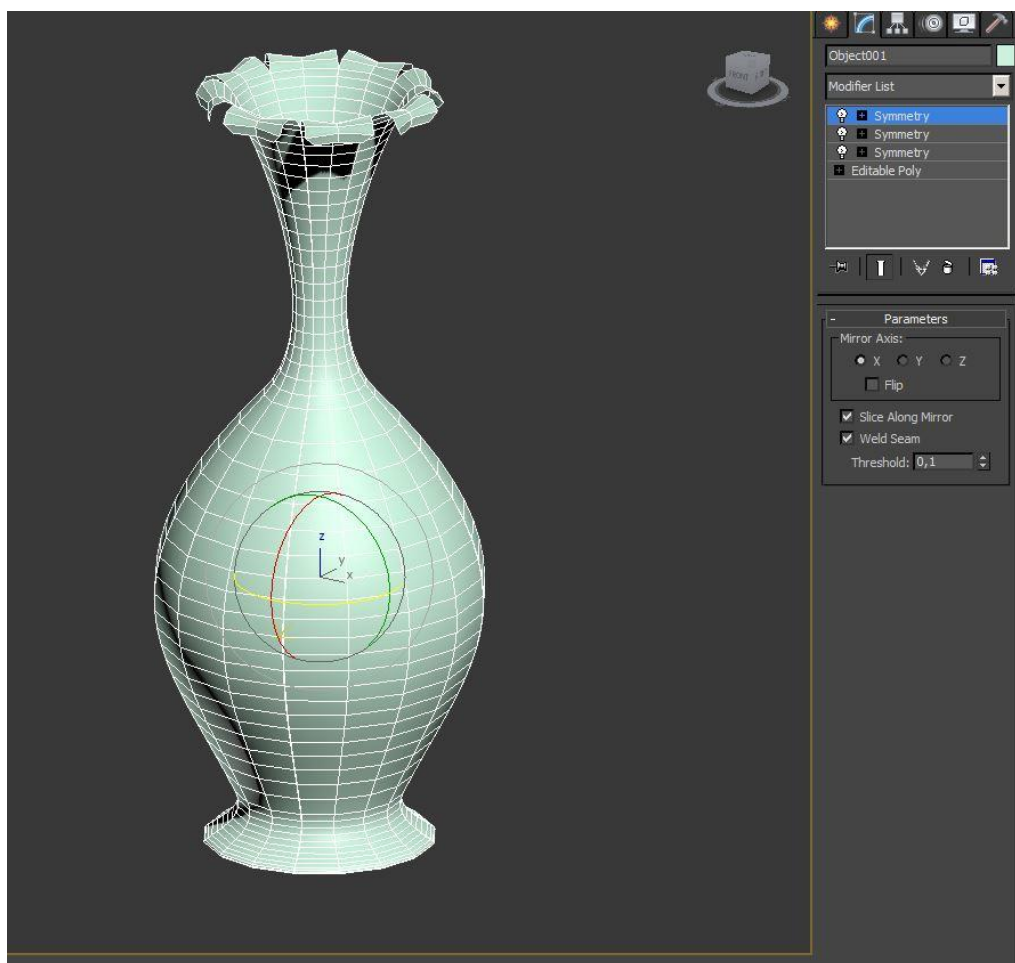 Object001
Modifier List
Symmetry
Symmetry
Symmetry
Editable Poly
FRONT
- Parameters
Mirror Axis:
X Y Z
Flip
Slice Along Mirror
Weld Seam
Threshold: 0,1
z
y
x